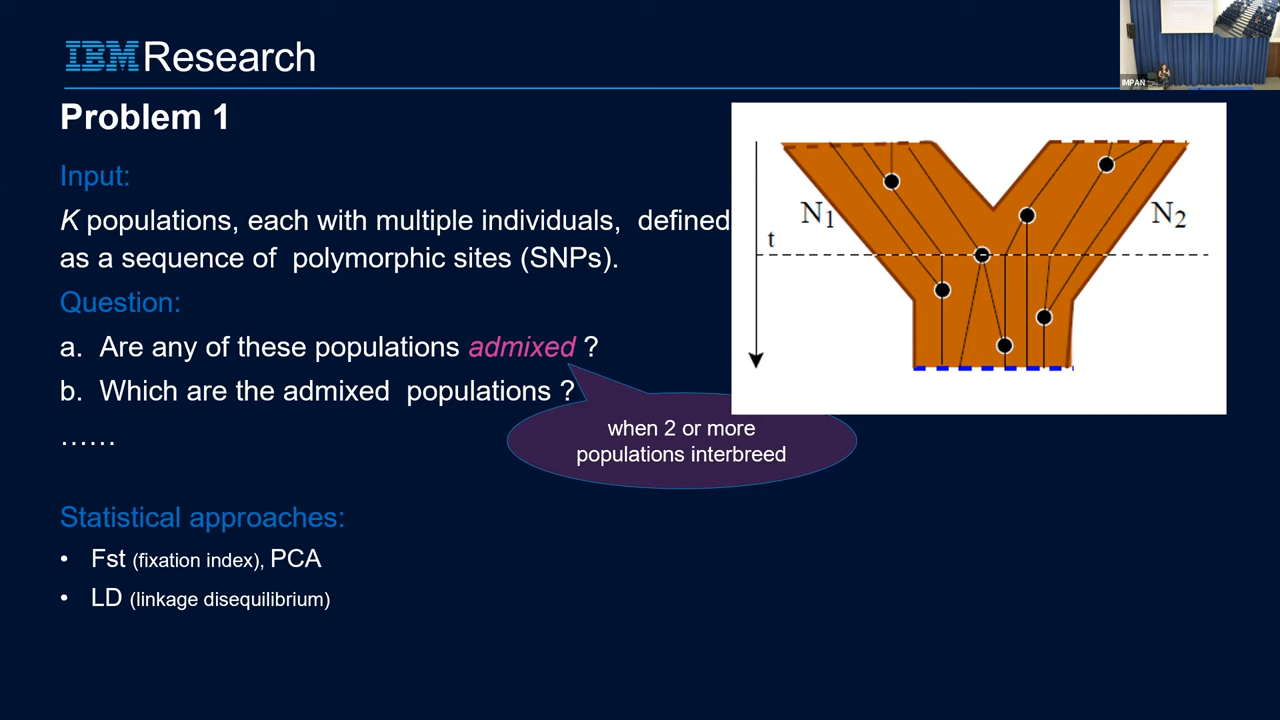 IBM Research
IMPAN
Problem 1
Input:
K populations, each with multiple individuals, defined
as a sequence of polymorphic sites (SNPs).
Question:
a. Are any of these populations admixed ?
b. Which are the admixed populations ?
......
when 2 or more
populations interbreed
N1
N2
t
Statistical approaches:
• Fst (fixation index), PCA
• LD (linkage disequilibrium)